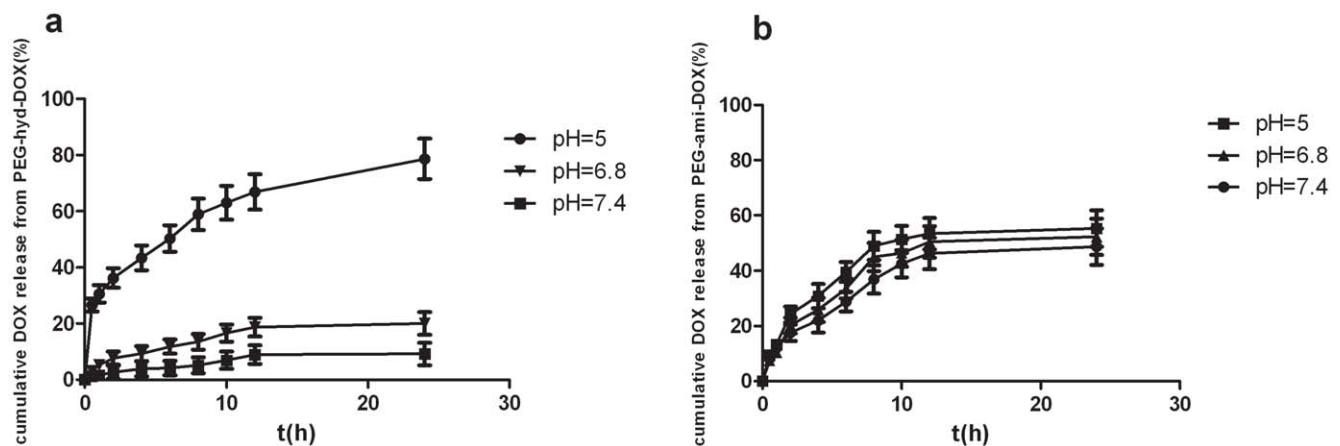 a
cumulative DOX release from PEG-hyd-DOX(%)
100
80
60
40
20
0
0 10 20 30
t(h)
pH=5
pH=6.8
pH=7.4
b
cumulative DOX release from PEG-ami-DOX(%)
100
80
60
40
20
0
0 10 20 30
t(h)
pH=5
pH=6.8
pH=7.4